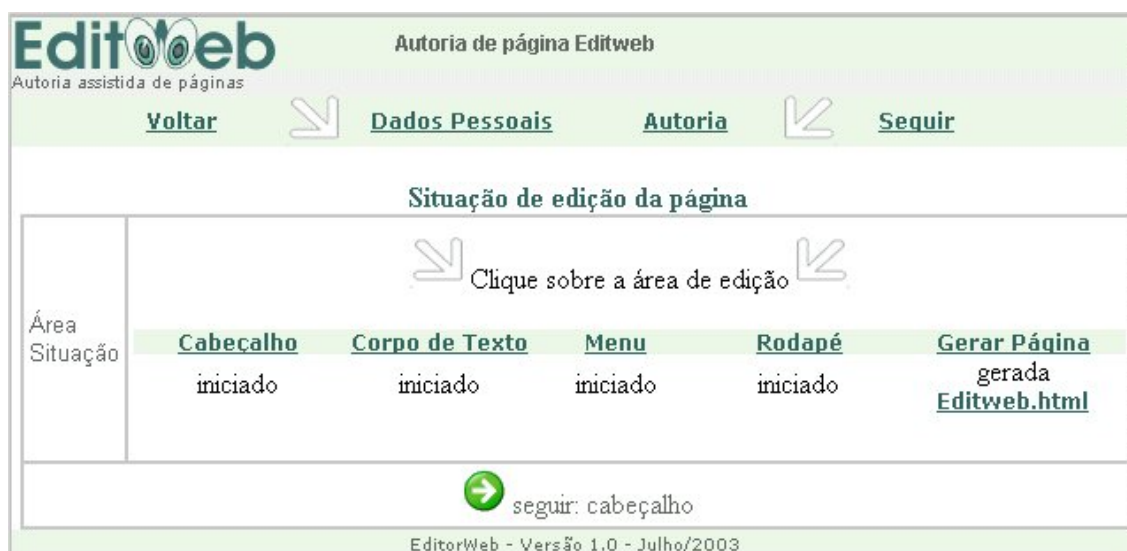 EditWeb
Autoria de página Editweb
Autoria assistida de páginas
Voltar Dados Pessoais Autoria Seguir
Situação de edição da página
Clique sobre a área de edição
Área
Situação
Cabeçalho Corpo de Texto Menu Rodapé Gerar Página
iniciado iniciado iniciado iniciado gerada
Editweb.html
seguir: cabeçalho
EditorWeb - Versão 1.0 - Julho/2003